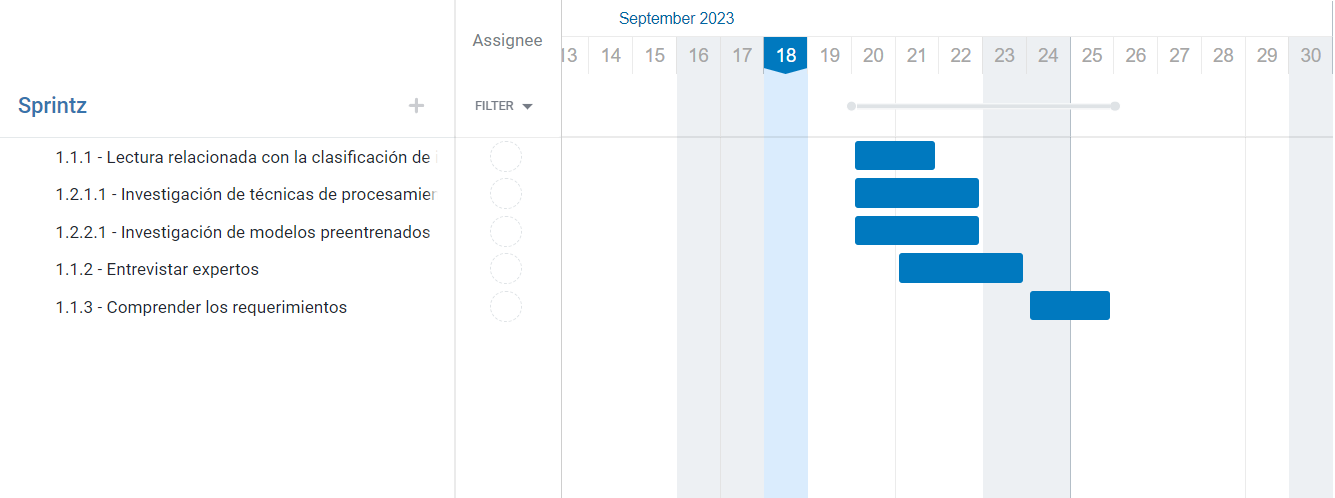 September 2023
Assignee
13 14 15 16 17 18 19 20 21 22 23 24 25 26 27 28 29 30
Sprintz
FILTER
1.1.1 - Lectura relacionada con la clasificación de
1.2.1.1 - Investigación de técnicas de procesamie
1.2.2.1 - Investigación de modelos preentrenados
1.1.2 - Entrevistar expertos
1.1.3 - Comprender los requerimientos